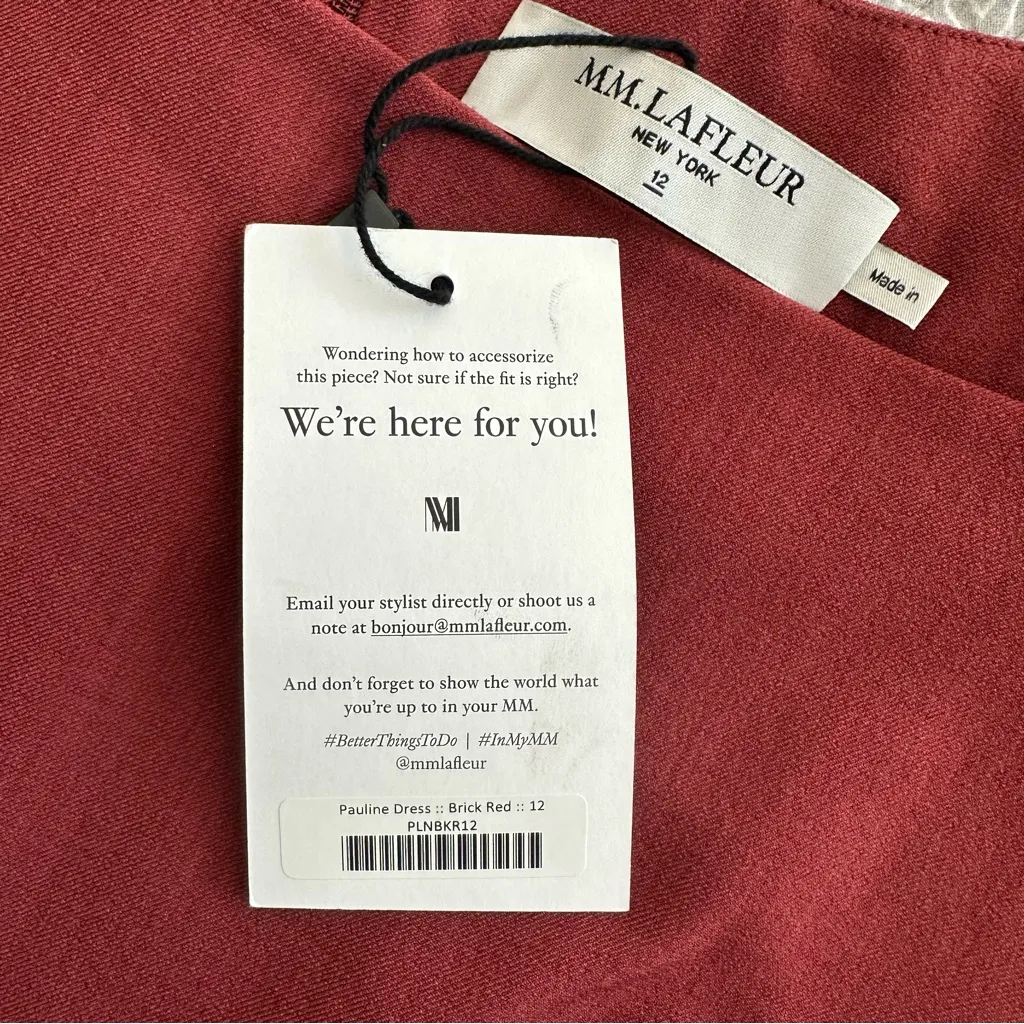 MM.LAFLEUR
NEW YORK
12
Made in
Wondering how to accessorize
this piece? Not sure if the fit is right?
We’re here for you!
MM
Email your stylist directly or shoot us a
note at bonjour@mmlafleur.com.
And don’t forget to show the world what
you’re up to in your MM.
#BetterThingsToDo | #InMyMM
@mmlafleur
Pauline Dress :: Brick Red :: 12
PLNBKR12